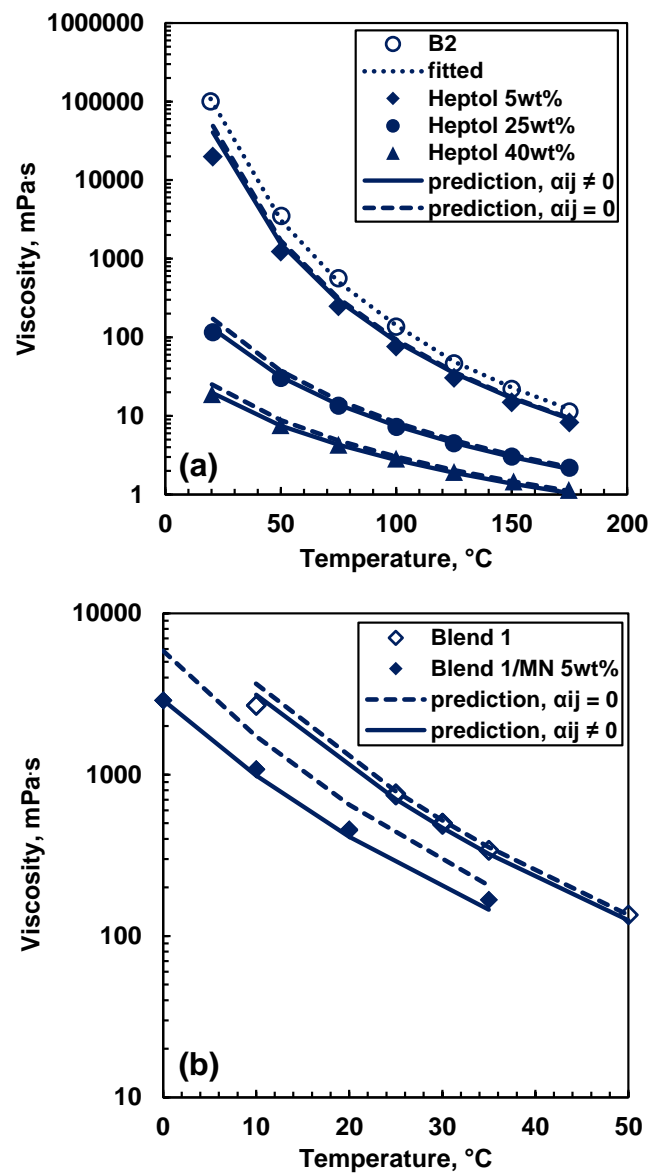 1000000
100000
10000
1000
100
10
1
Viscosity, mPa·s
B2
fitted
Heptol 5wt%
Heptol 25wt%
Heptol 40wt%
prediction, αij ≠ 0
prediction, αij = 0
(a)
0 50 100 150 200
Temperature, °C
10000
1000
100
10
Viscosity, mPa·s
Blend 1
Blend 1/MN 5wt%
prediction, αij = 0
prediction, αij ≠ 0
(b)
0 10 20 30 40 50
Temperature, °C